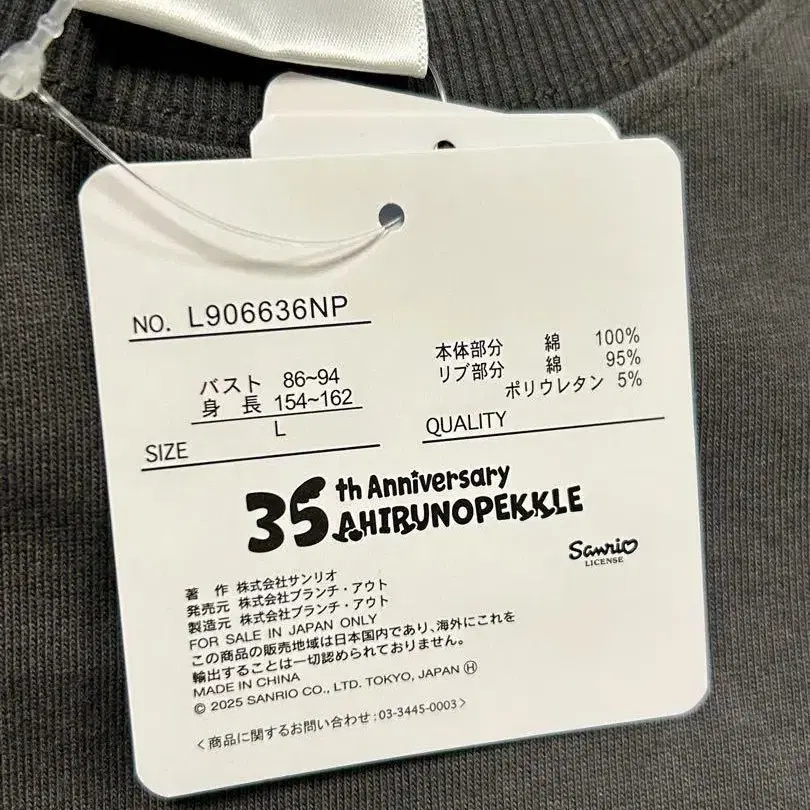 NO. L906636NP
バスト 86~94
身長 154~162
L
SIZE
本体部分 綿 100%
リブ部分 綿 95%
ポリウレタン 5%
QUALITY
35th Anniversary
AHIRUNOPEKKLE
Sanrio
LICENSE
著作 株式会社サンリオ
発売元 株式会社ブランチ・アウト
製造元 株式会社ブランチ・アウト
FOR SALE IN JAPAN ONLY
この商品の販売地域は日本国内であり、海外にこれを
輸出することは一切認められておりません。
MADE IN CHINA
© 2025 SANRIO CO., LTD. TOKYO, JAPAN Ⓗ
<商品に関するお問い合わせ:03-3445-0003>